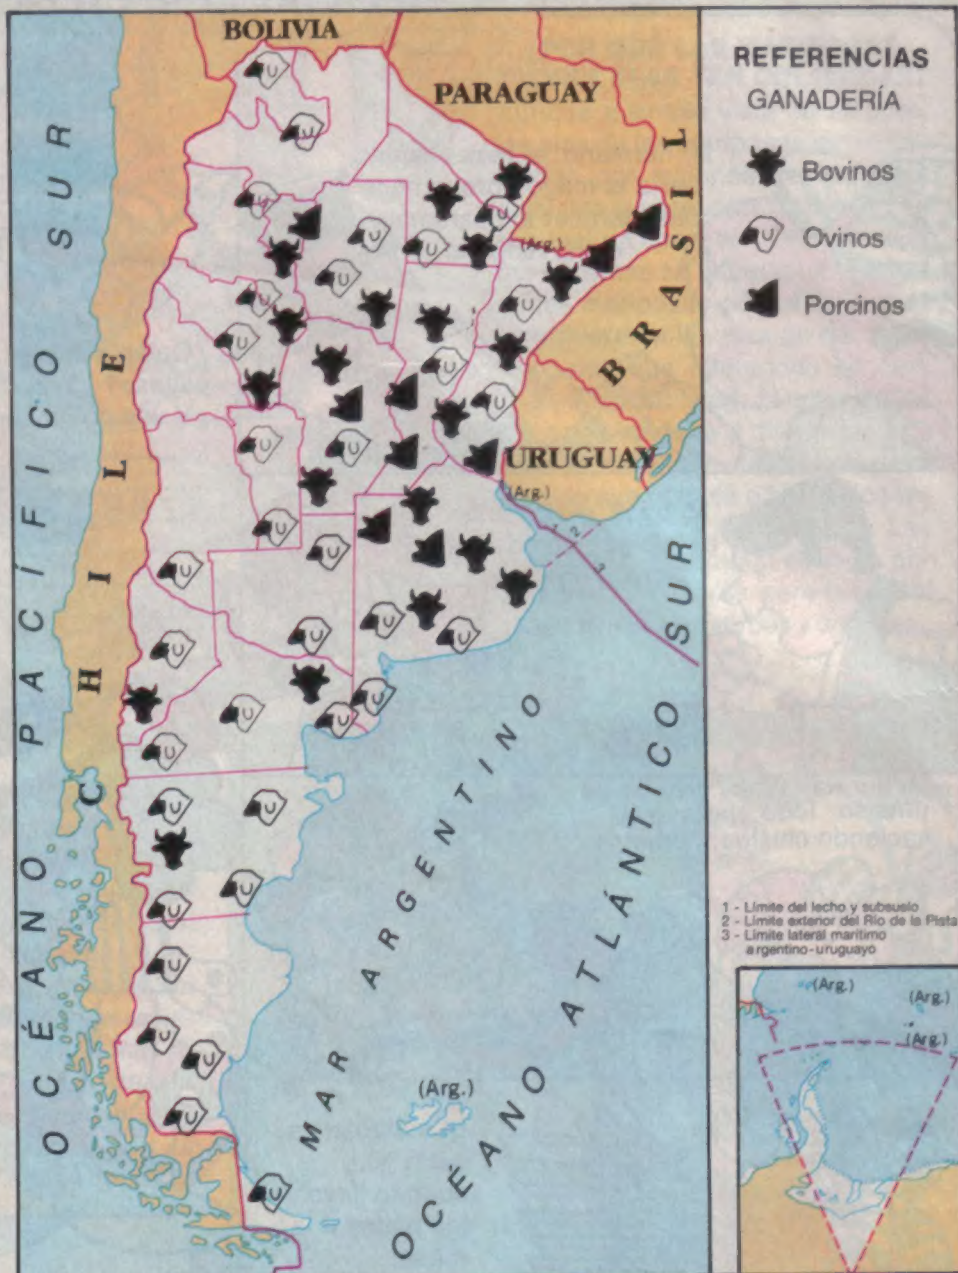 BOLIVIA
PARAGUAY
BRASIL
(Arg.)
URUGUAY
(Arg.)
1
2
3
CHILE
OCÉANO PACÍFICO SUR
MAR ARGENTINO
OCÉANO ATLÁNTICO SUR
(Arg.)
REFERENCIAS
GANADERÍA
Bovinos
Ovinos
Porcinos
1 - Límite del lecho y subsuelo
2 - Límite exterior del Río de la Plata
3 - Límite lateral marítimo
argentino-uruguayo
(Arg.)
(Arg.)
(Arg.)